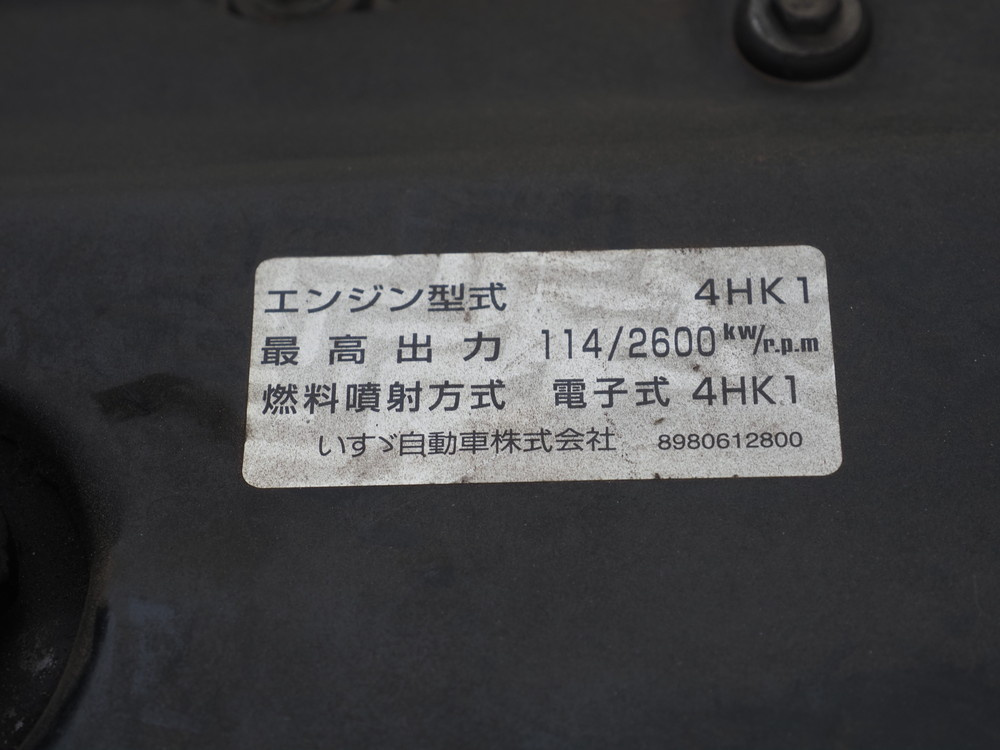 エンジン型式 4HK1
最高出力 114/2600kw/r.p.m
燃料噴射方式 電子式 4HK1
いすゞ自動車株式会社 8980612800